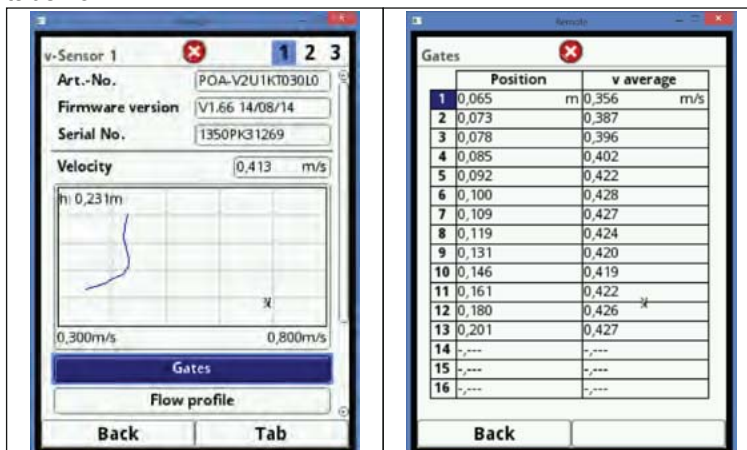 v-Sensor 1 1 2 3
Art.-No. POA-V2U1KT030L0
Firmware version V1.66 14/08/14
Serial No. 1350PK31269
Velocity 0,413 m/s
h: 0,231m
0,300m/s 0,800m/s
Gates
Flow profile
Back Tab
Remote
Gates
Position v average
1 0,065 m 0,356 m/s
2 0,073 0,387
3 0,078 0,396
4 0,085 0,402
5 0,092 0,422
6 0,100 0,428
7 0,109 0,427
8 0,119 0,424
9 0,131 0,420
10 0,146 0,419
11 0,161 0,422
12 0,180 0,426
13 0,201 0,427
14 -,--- -,---
15 -,--- -,---
16 -,--- -,---
Back